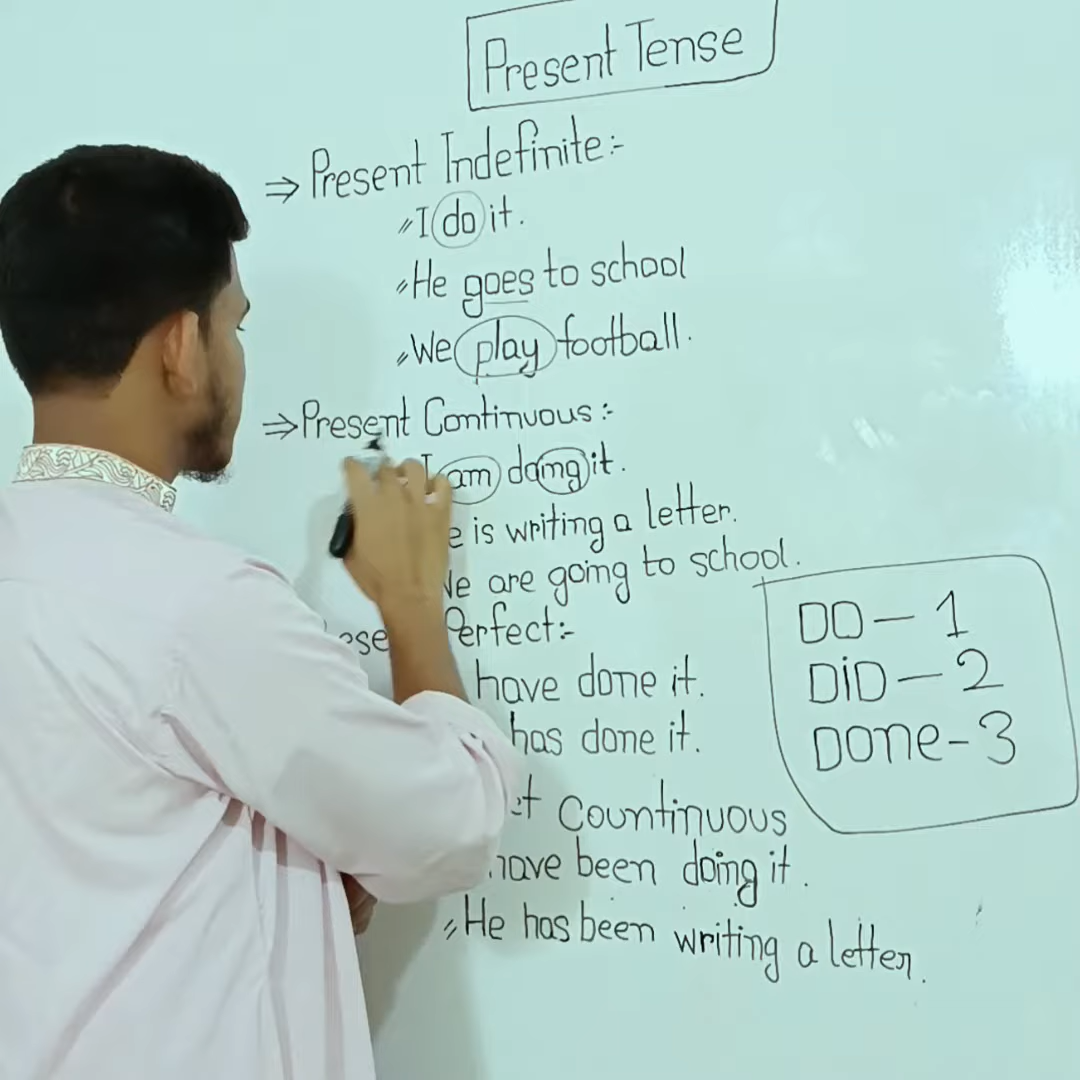 Present Tense
⇒ Present Indefinite:-
〃I do it.
〃He goes to school
〃We play football.
⇒ Present Continuous:-
I am doing it.
is writing a letter.
are going to school.
Perfect:-
have done it.
has done it.
Countinuous
have been doing it.
〃He has been writing a letter.
DO — 1
DiD — 2
DOne - 3